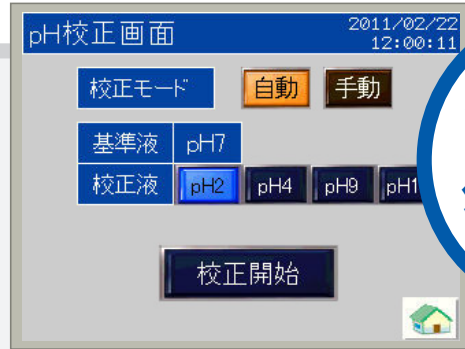 pH校正画面
2011/02/22
12:00:11
校正モード 自動 手動
基準液 pH7
校正液 pH2 pH4 pH9 pH1
校正開始